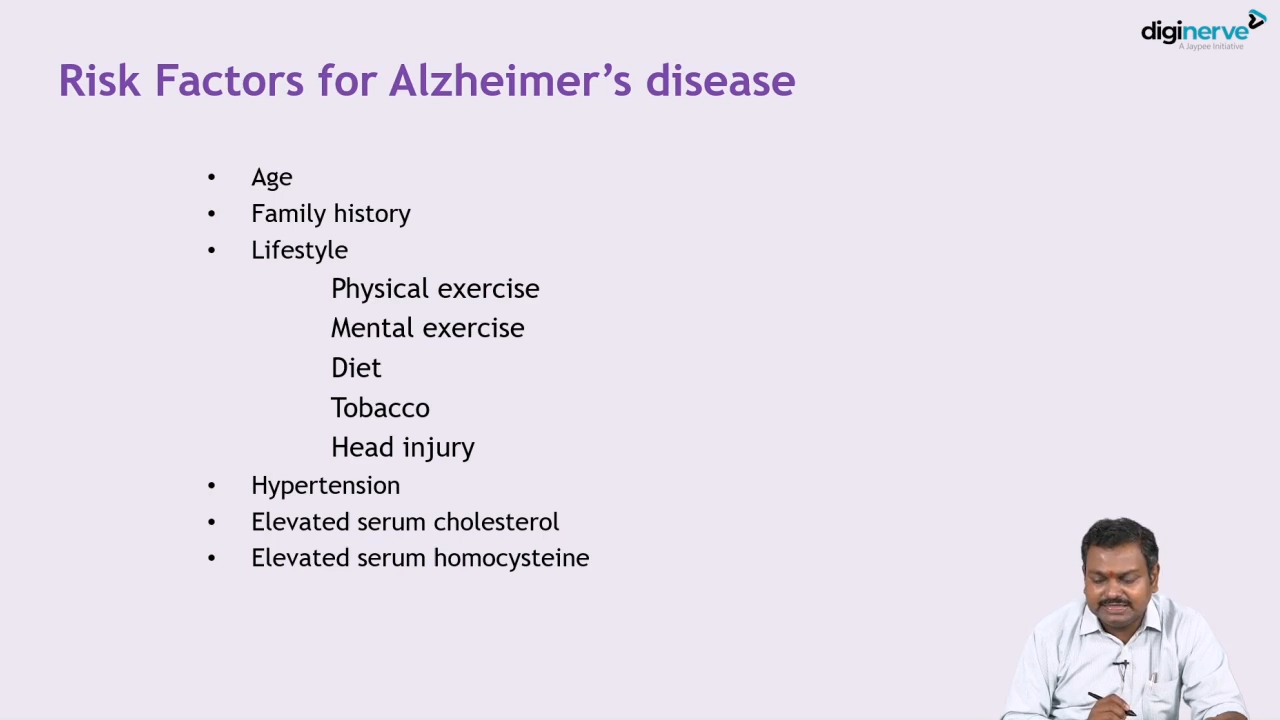 diginerve
A Jaypee Initiative
Risk Factors for Alzheimer’s disease
• Age
• Family history
• Lifestyle
Physical exercise
Mental exercise
Diet
Tobacco
Head injury
• Hypertension
• Elevated serum cholesterol
• Elevated serum homocysteine